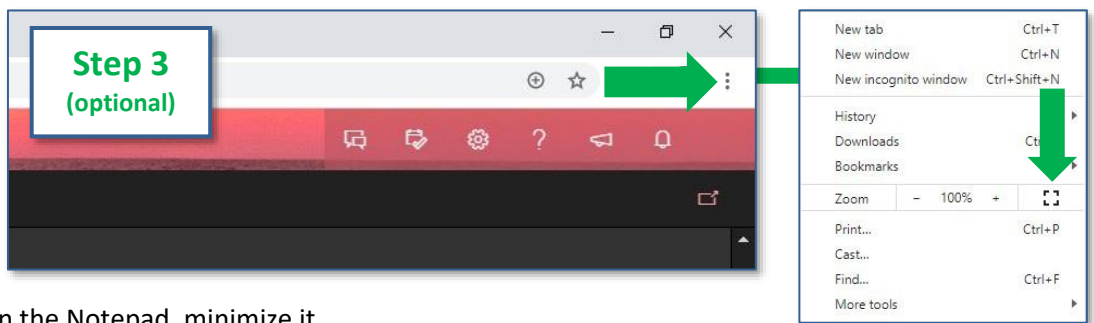 Step 3
(optional)
New tab Ctrl+T
New window Ctrl+N
New incognito window Ctrl+Shift+N
History
Downloads
Bookmarks
Zoom − 100% +
Print... Ctrl+P
Cast...
Find... Ctrl+F
More tools
the Notepad, minimize it